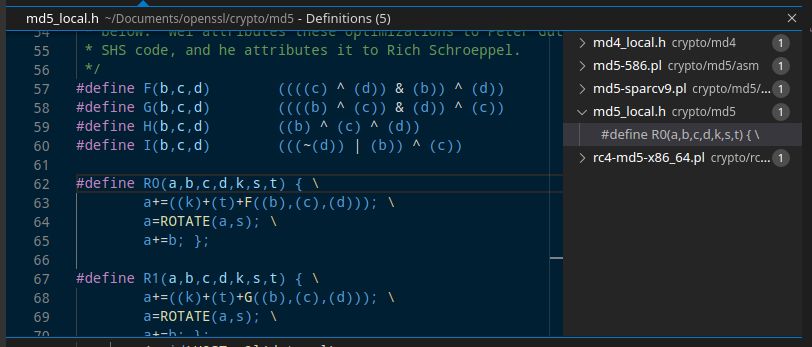 md5_local.h ~/Documents/openssl/crypto/md5 - Definitions (5)
54 * below. Wei attributes these optimizations to Peter Gut
55 * SHS code, and he attributes it to Rich Schroeppel.
56 */
57 #define F(b,c,d) ((((c) ^ (d)) & (b)) ^ (d))
58 #define G(b,c,d) ((((b) ^ (c)) & (d)) ^ (c))
59 #define H(b,c,d) ((b) ^ (c) ^ (d))
60 #define I(b,c,d) (((~(d)) | (b)) ^ (c))
61
62 #define R0(a,b,c,d,k,s,t) { \
63 a+=((k)+(t)+F((b),(c),(d))); \
64 a=ROTATE(a,s); \
65 a+=b; };
66
67 #define R1(a,b,c,d,k,s,t) { \
68 a+=((k)+(t)+G((b),(c),(d))); \
69 a=ROTATE(a,s); \
70 a+=b; };
md4_local.h crypto/md4 1
md5-586.pl crypto/md5/asm 1
md5-sparcv9.pl crypto/md5/... 1
md5_local.h crypto/md5 1
#define R0(a,b,c,d,k,s,t) { \
rc4-md5-x86_64.pl crypto/rc... 1